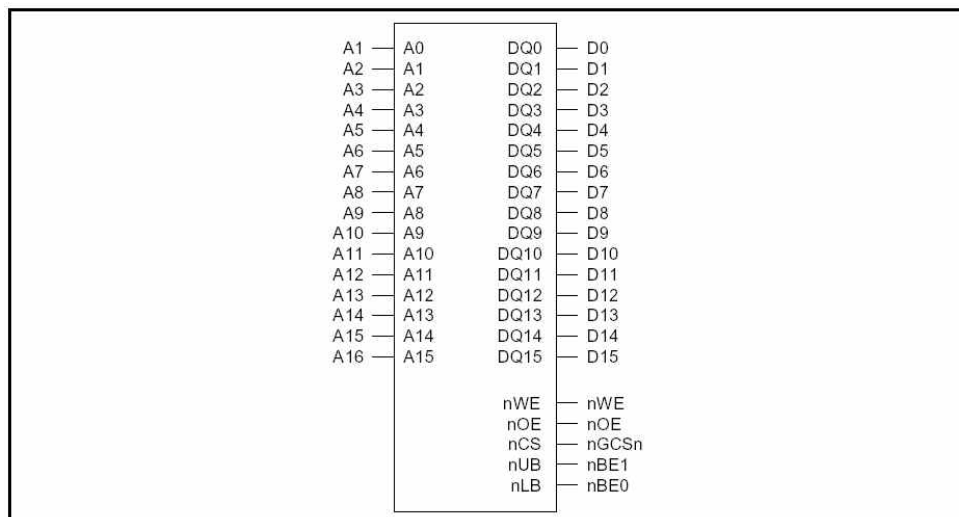 A1 A0 DQ0 D0
A2 A1 DQ1 D1
A3 A2 DQ2 D2
A4 A3 DQ3 D3
A5 A4 DQ4 D4
A6 A5 DQ5 D5
A7 A6 DQ6 D6
A8 A7 DQ7 D7
A9 A8 DQ8 D8
A10 A9 DQ9 D9
A11 A10 DQ10 D10
A12 A11 DQ11 D11
A13 A12 DQ12 D12
A14 A13 DQ13 D13
A15 A14 DQ14 D14
A16 A15 DQ15 D15
nWE nWE
nOE nOE
nCS nGCSn
nUB nBE1
nLB nBE0